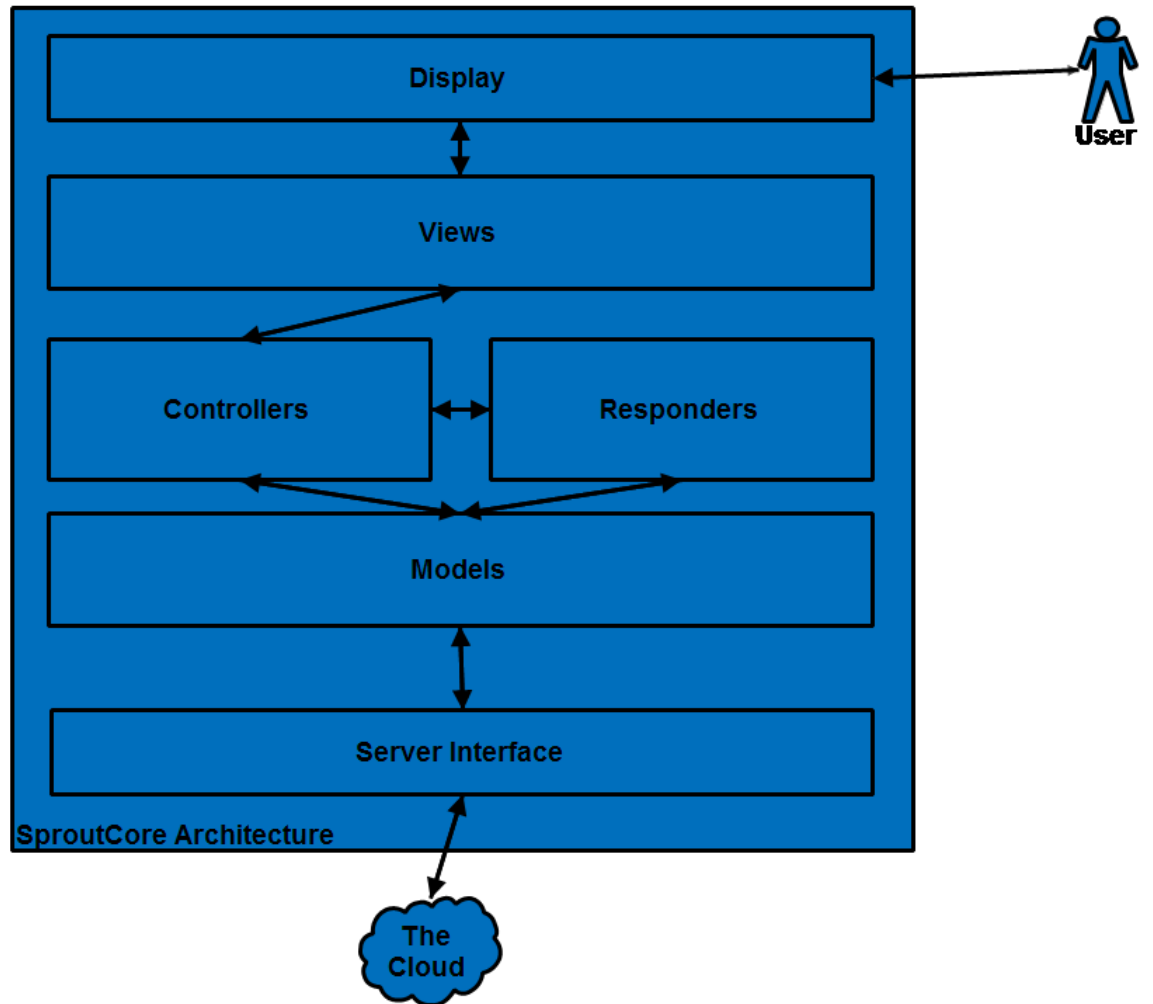 Display
User
Views
Controllers
Responders
Models
Server Interface
SproutCore Architecture
The
Cloud